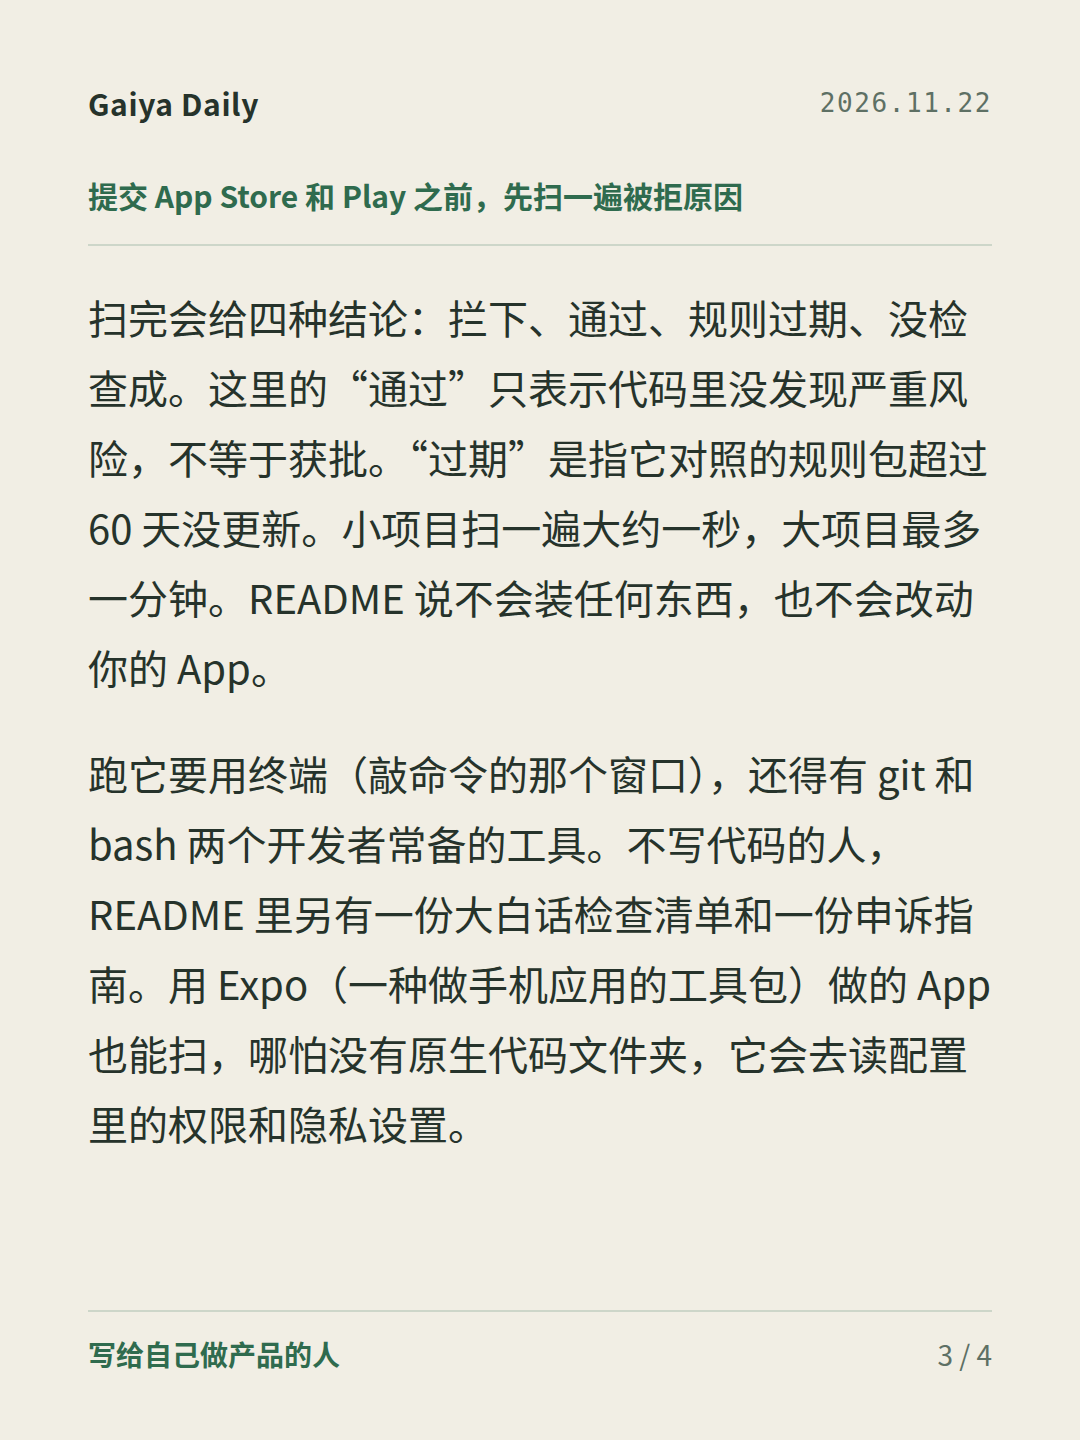 Gaiya Daily
2026.11.22
提交 App Store 和 Play 之前，先扫一遍被拒原因
扫完会给四种结论：拦下、通过、规则过期、没检
查成。这里的“通过”只表示代码里没发现严重风
险，不等于获批。“过期”是指它对照的规则包超过
60 天没更新。小项目扫一遍大约一秒，大项目最多
一分钟。README 说不会装任何东西，也不会改动
你的 App。
跑它要用终端（敲命令的那个窗口），还得有 git 和
bash 两个开发者常备的工具。不写代码的人，
README 里另有一份大白话检查清单和一份申诉指
南。用 Expo（一种做手机应用的工具包）做的 App
也能扫，哪怕没有原生代码文件夹，它会去读配置
里的权限和隐私设置。
写给自己做产品的人
3 / 4